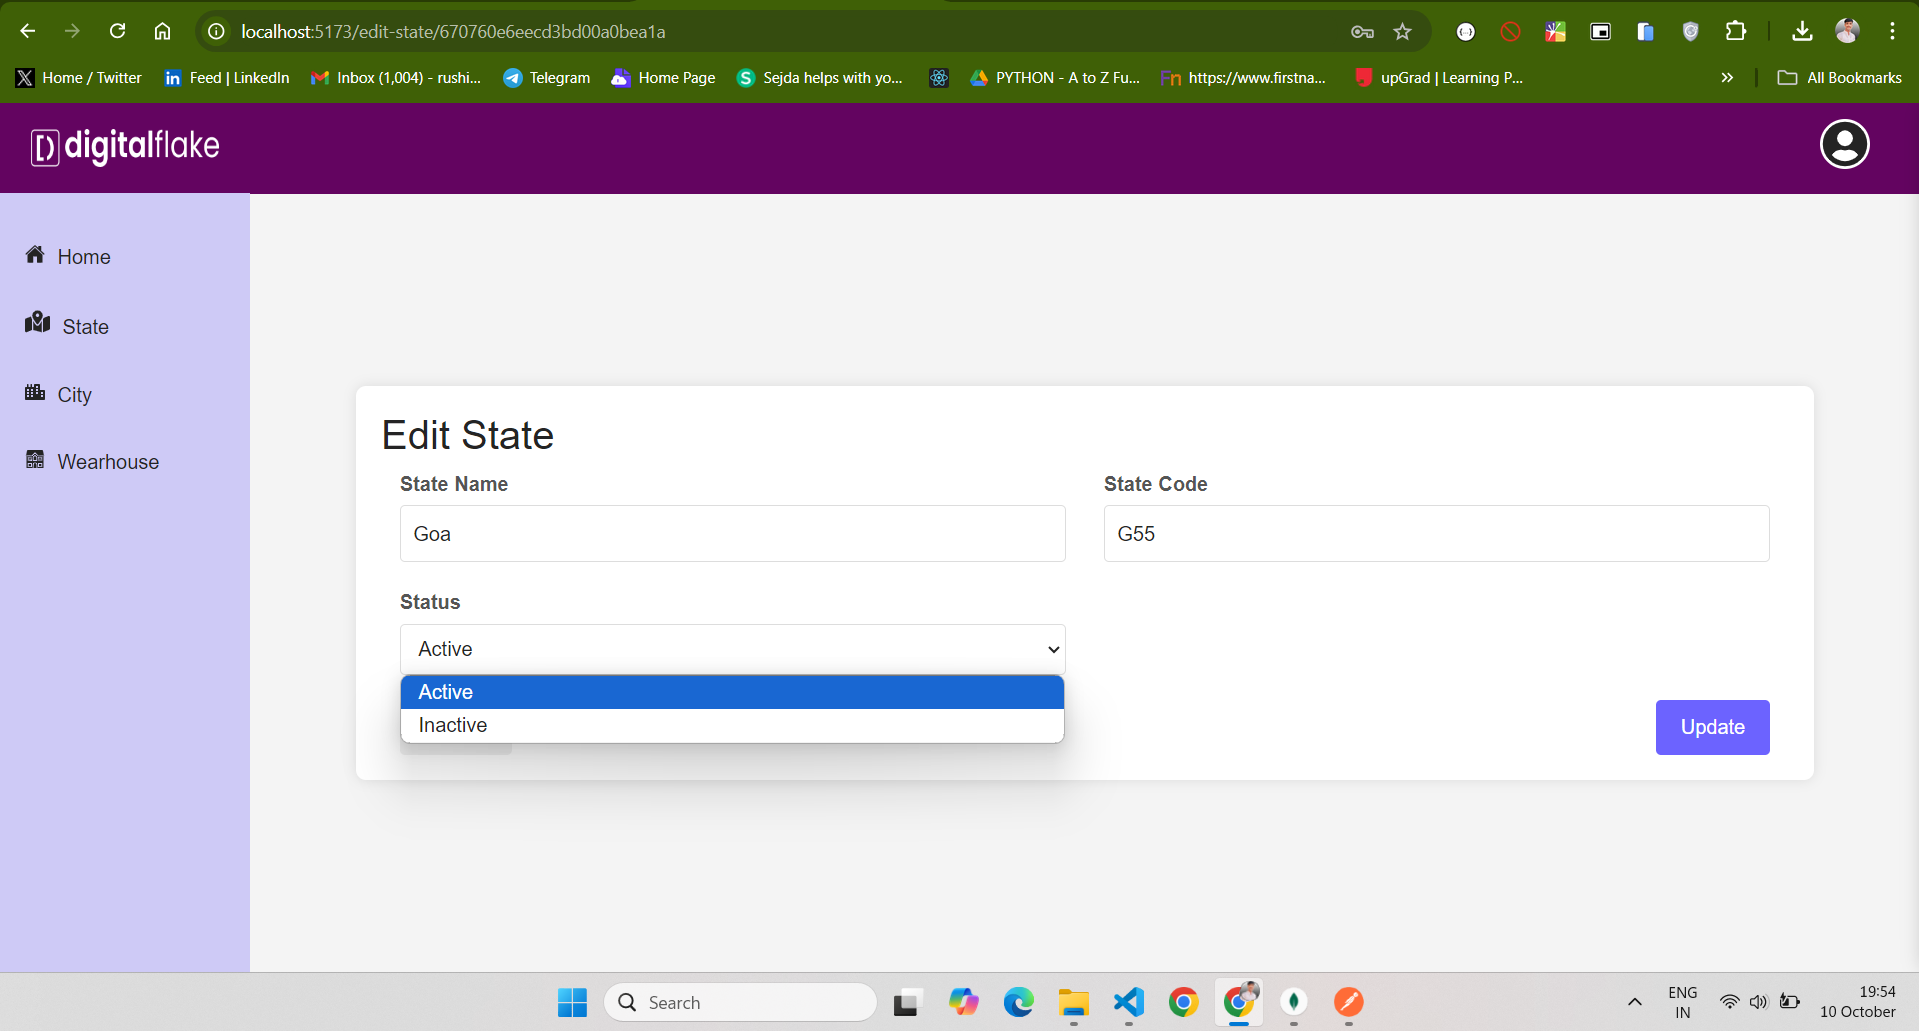 localhost:5173/edit-state/670760e6eecd3bd00a0bea1a
Home / Twitter
Feed | LinkedIn
Inbox (1,004) - rushi...
Telegram
Home Page
Sejda helps with yo...
PYTHON - A to Z Fu...
https://www.firstna...
upGrad | Learning P...
All Bookmarks
digitalflake
Home
State
City
Wearhouse
Edit State
State Name
State Code
Goa
G55
Status
Active
Active
Inactive
Update
Search
ENG
IN
19:54
10 October